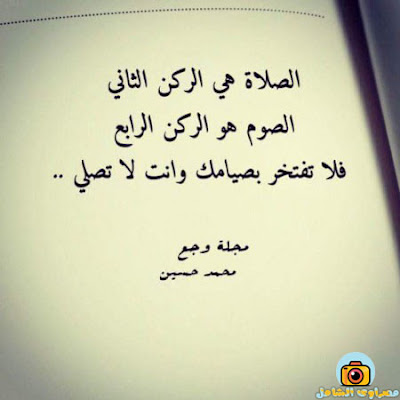 الصلاة هي الركن الثاني
الصوم هو الركن الرابع
فلا تفتخر بصيامك وانت لا تصلي ..
مجلة وجع
محمد حسين
مصراوى الشامل